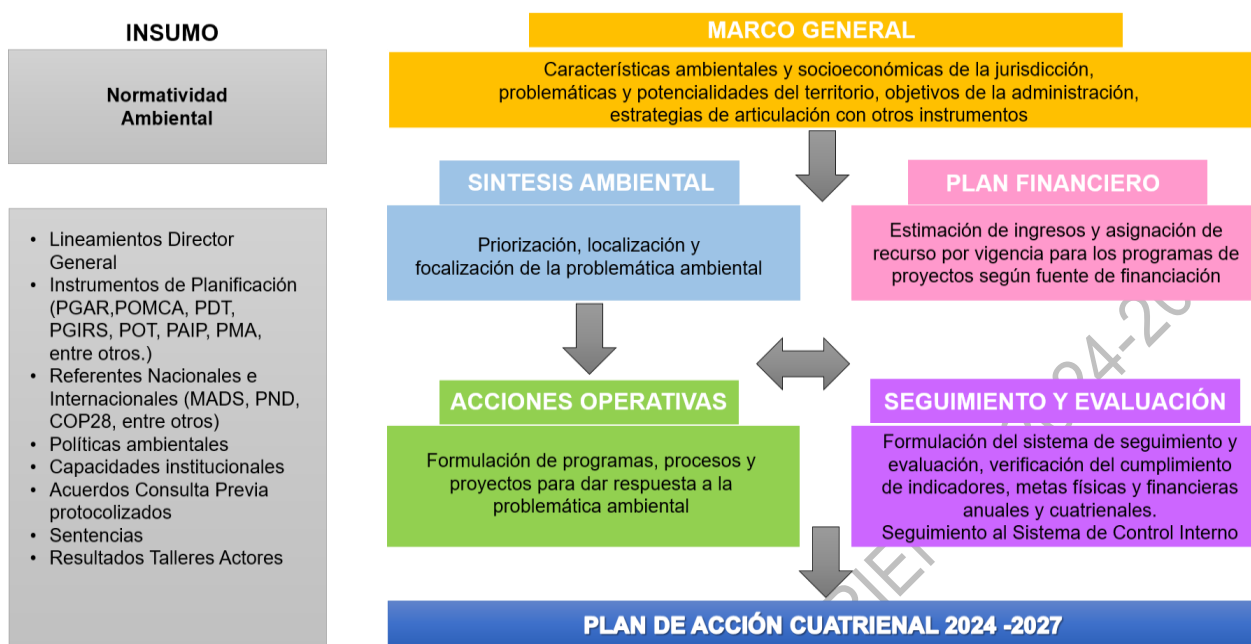 INSUMO
Normatividad
Ambiental
• Lineamientos Director
General
• Instrumentos de Planificación
(PGAR,POMCA, PDT,
PGIRS, POT, PAIP, PMA,
entre otros.)
• Referentes Nacionales e
Internacionales (MADS, PND,
COP28, entre otros)
• Políticas ambientales
• Capacidades institucionales
• Acuerdos Consulta Previa
protocolizados
• Sentencias
• Resultados Talleres Actores
MARCO GENERAL
Características ambientales y socioeconómicas de la jurisdicción,
problemáticas y potencialidades del territorio, objetivos de la administración,
estrategias de articulación con otros instrumentos
SINTESIS AMBIENTAL
Priorización, localización y
focalización de la problemática ambiental
PLAN FINANCIERO
Estimación de ingresos y asignación de
recurso por vigencia para los programas de
proyectos según fuente de financiación
ACCIONES OPERATIVAS
Formulación de programas, procesos y
proyectos para dar respuesta a la
problemática ambiental
SEGUIMIENTO Y EVALUACIÓN
Formulación del sistema de seguimiento y
evaluación, verificación del cumplimiento
de indicadores, metas físicas y financieras
anuales y cuatrienales.
Seguimiento al Sistema de Control Interno
PLAN DE ACCIÓN CUATRIENAL 2024 -2027